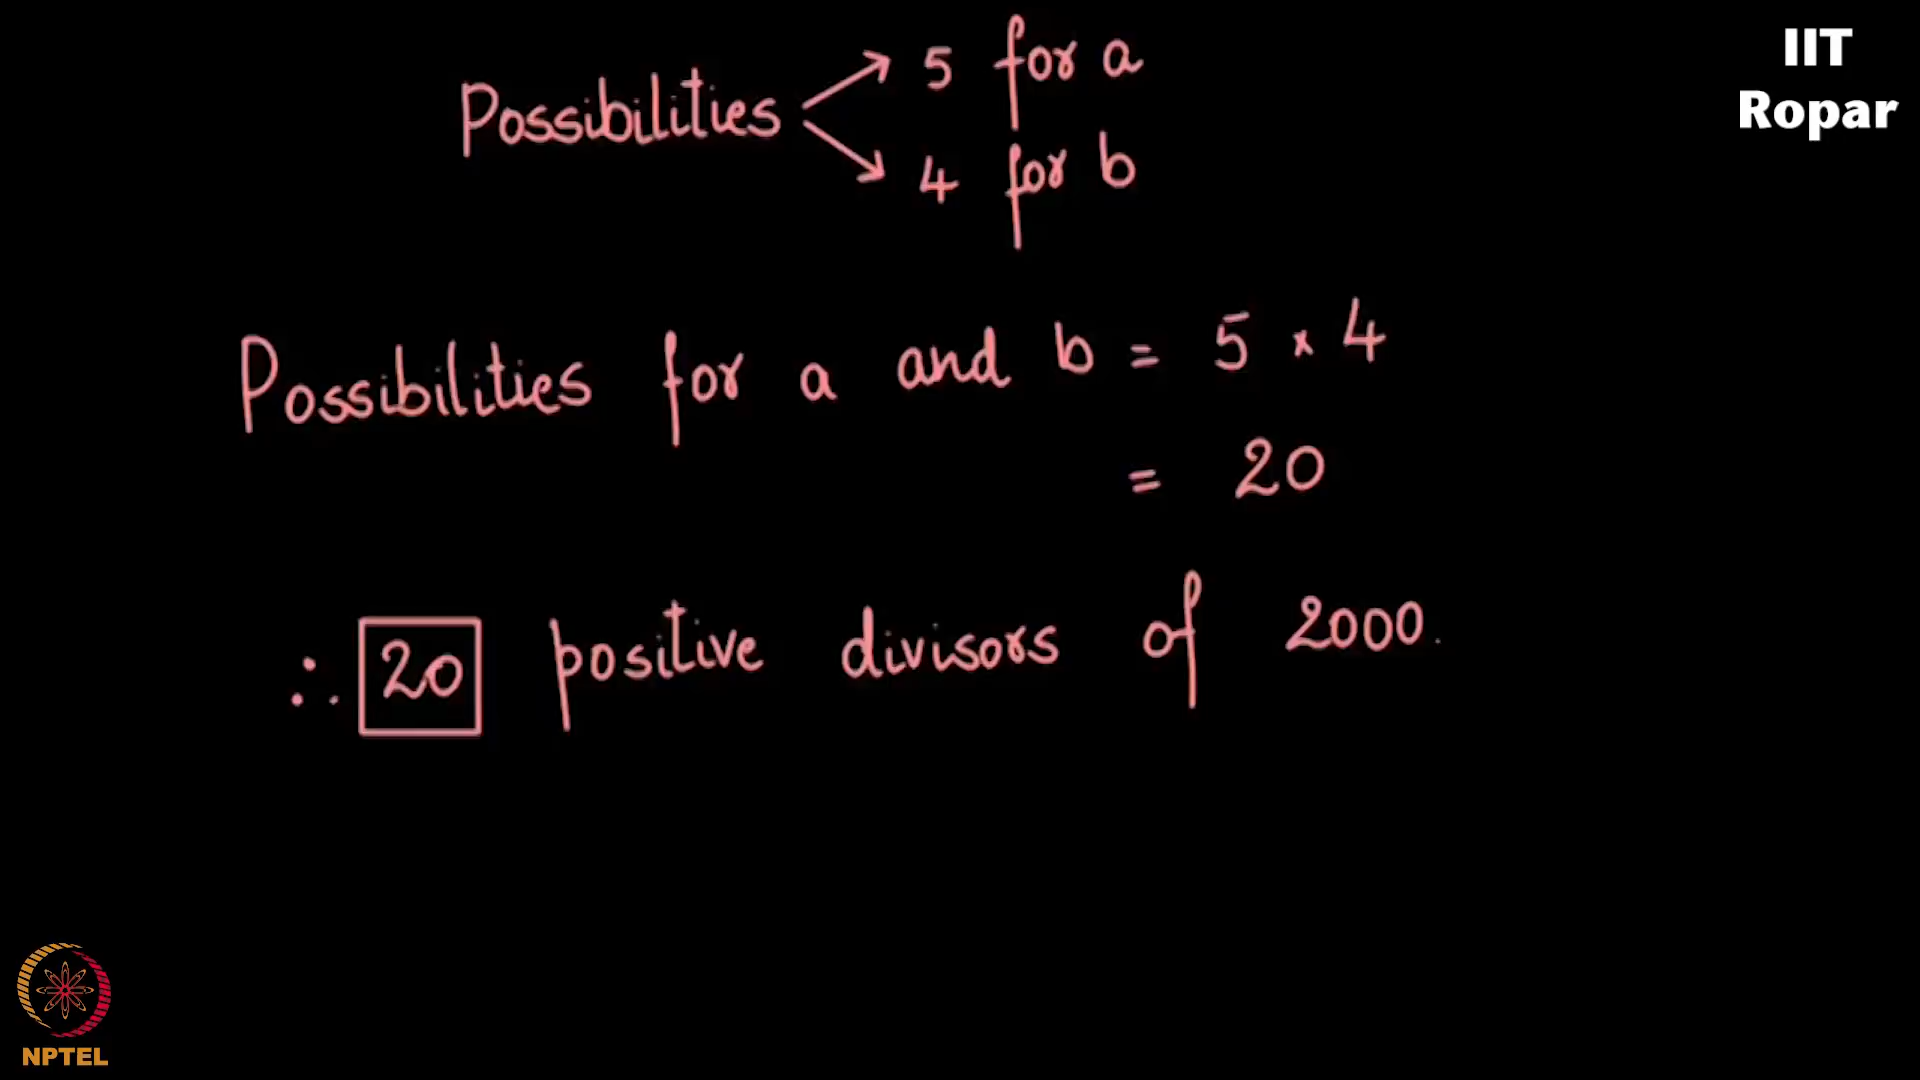 IIT
Ropar
Possibilities
5 for a
4 for b
Possibilities for a and b = 5 × 4
= 20
∴ 20 positive divisors of 2000.
NPTEL